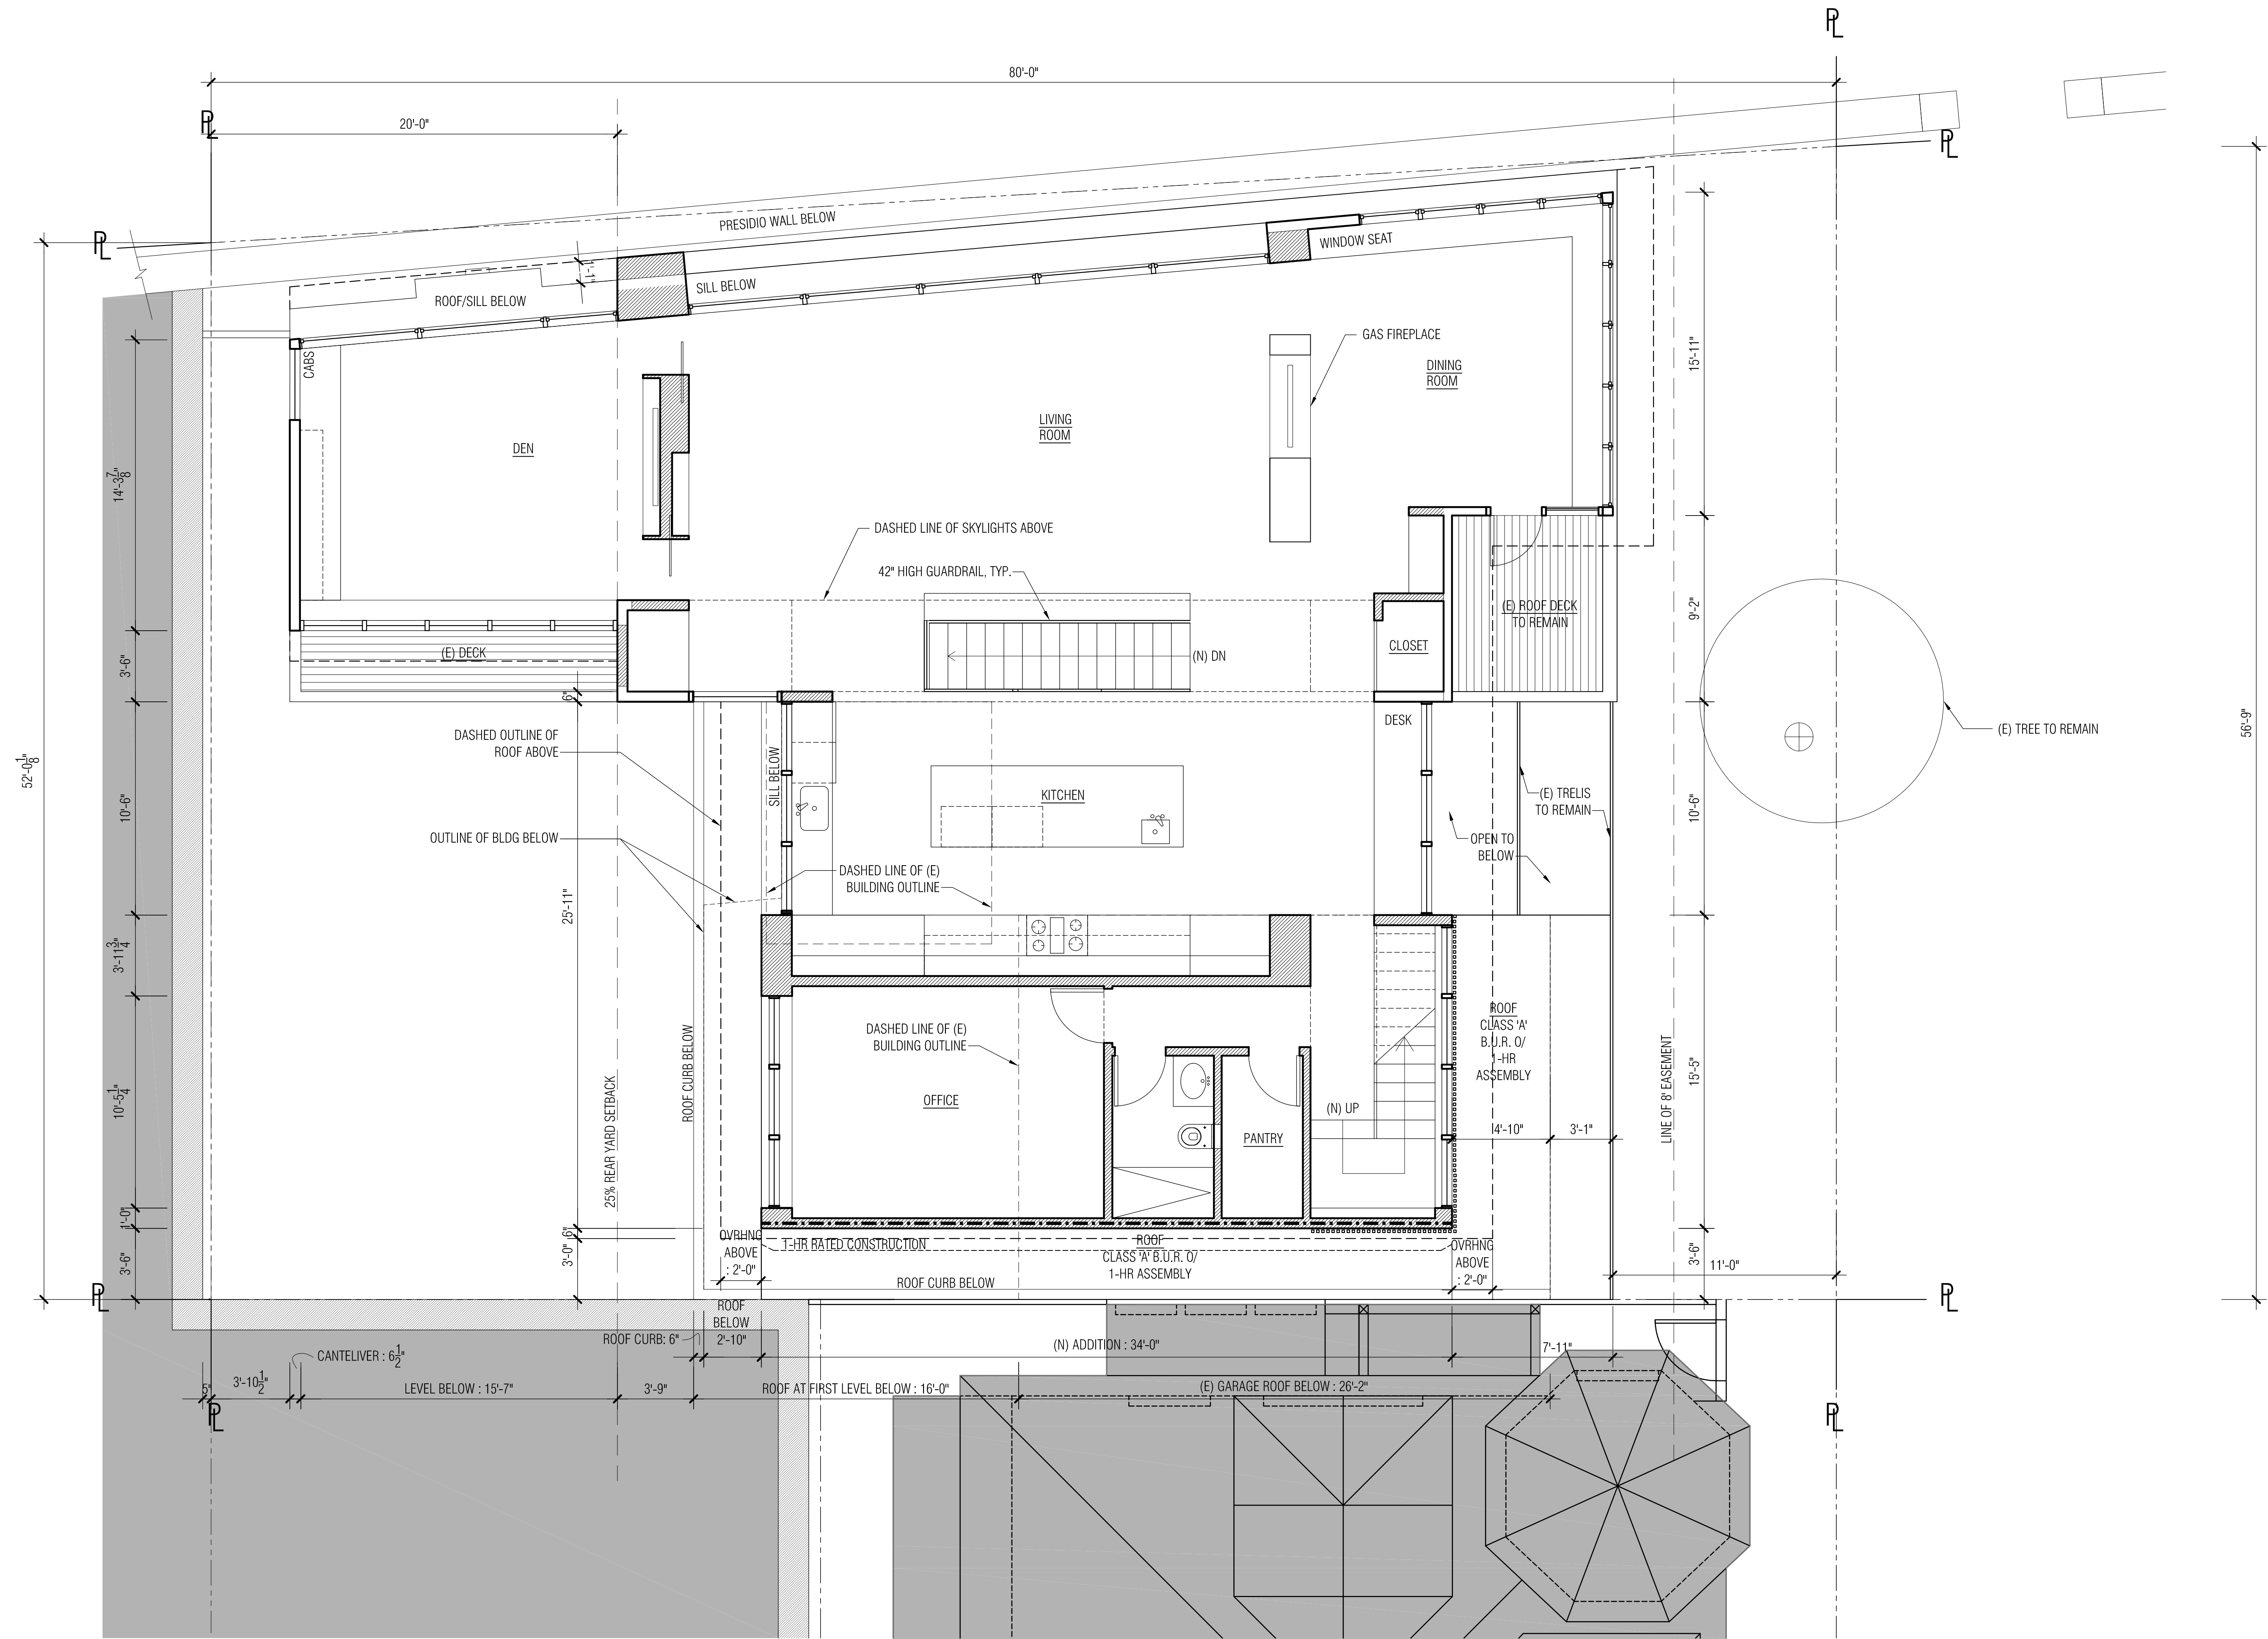 PL
80'-0"
PL
20'-0"
PL
PL
PRESIDIO WALL BELOW
WINDOW SEAT
SILL BELOW
ROOF/SILL BELOW
CABS
GAS FIREPLACE
DINING
ROOM
15'-11"
LIVING
ROOM
DEN
14'-3 7/8"
DASHED LINE OF SKYLIGHTS ABOVE
42" HIGH GUARDRAIL, TYP.
(E) ROOF DECK
TO REMAIN
9'-2"
(E) DECK
(N) DN
CLOSET
3'-6"
6"
DESK
(E) TREE TO REMAIN
56'-9"
DASHED OUTLINE OF
ROOF ABOVE
52'-0 1/8"
SILL BELOW
KITCHEN
(E) TRELIS
TO REMAIN
10'-6"
10'-6"
OUTLINE OF BLDG BELOW
OPEN TO
BELOW
DASHED LINE OF (E)
BUILDING OUTLINE
25'-11"
3'-11 3/4"
ROOF
CLASS 'A'
B.U.R. O/
1-HR
ASSEMBLY
DASHED LINE OF (E)
BUILDING OUTLINE
ROOF CURB BELOW
25% REAR YARD SETBACK
10'-5 1/4"
OFFICE
(N) UP
PANTRY
4'-10"
3'-1"
LINE OF 8' EASEMENT
15'-5"
1'-0"
6"
3'-0"
3'-6"
OVRHNG
ABOVE
: 2'-0"
1-HR RATED CONSTRUCTION
ROOF
CLASS 'A' B.U.R. O/
1-HR ASSEMBLY
OVRHNG
ABOVE
: 2'-0"
3'-6"
11'-0"
ROOF CURB BELOW
PL
PL
ROOF
BELOW
2'-10"
ROOF CURB: 6"
(N) ADDITION : 34'-0"
7'-11"
CANTELIVER : 6 1/2"
5"
3'-10 1/2"
LEVEL BELOW : 15'-7"
3'-9"
ROOF AT FIRST LEVEL BELOW : 16'-0"
(E) GARAGE ROOF BELOW : 26'-2"
PL
PL